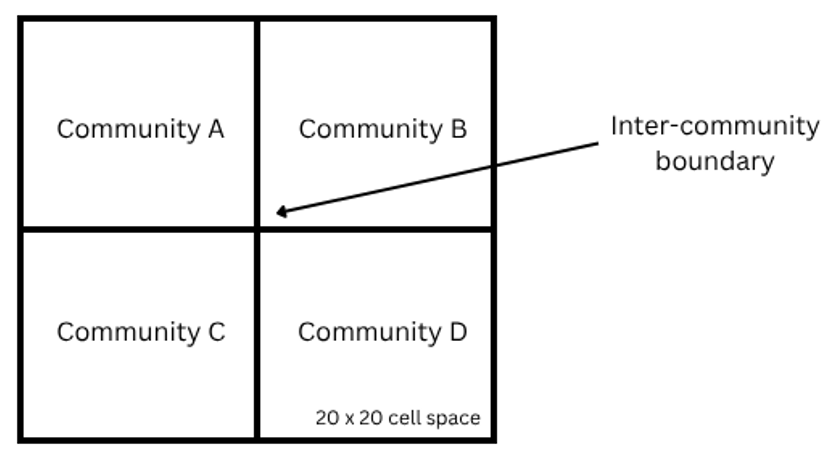 Community A
Community B
Inter-community
boundary
Community C
Community D
20 x 20 cell space